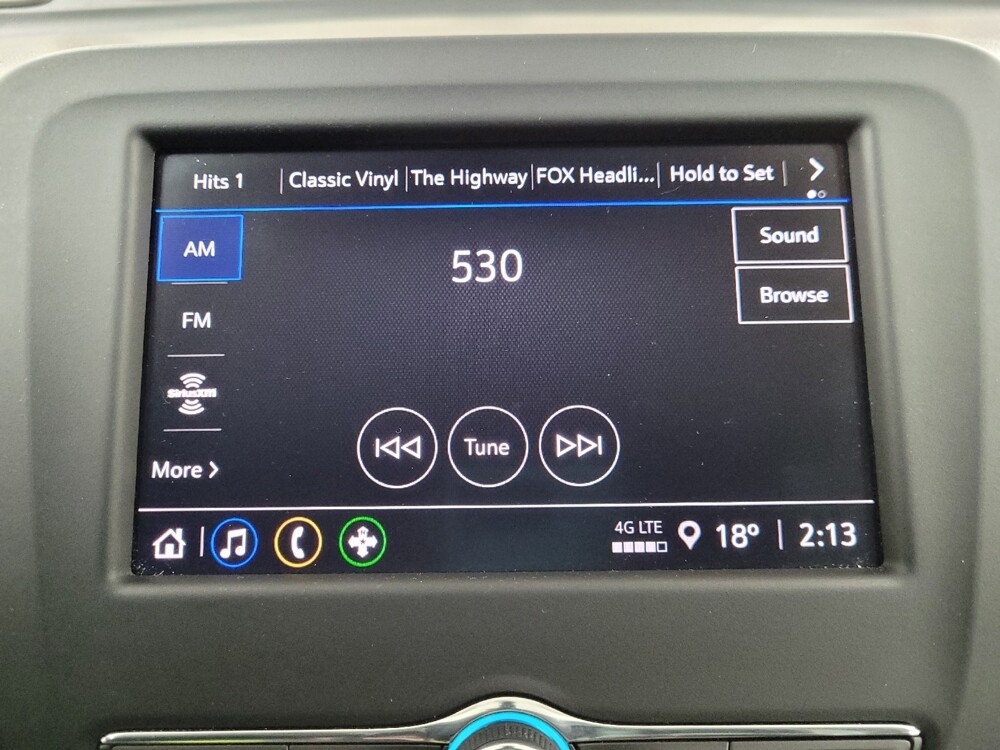 Hits 1 Classic Vinyl The Highway FOX Headli... Hold to Set
AM
530
Sound
Browse
FM
SiriusXM
More
Tune
4G LTE
18° 2:13